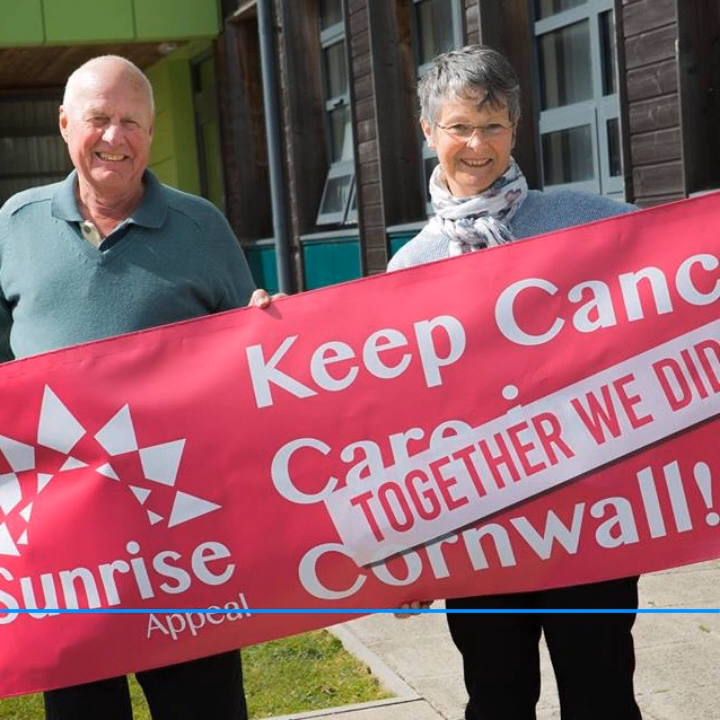 Keep Canc
Care i
TOGETHER WE DID
Cornwall!
Sunrise
Appeal